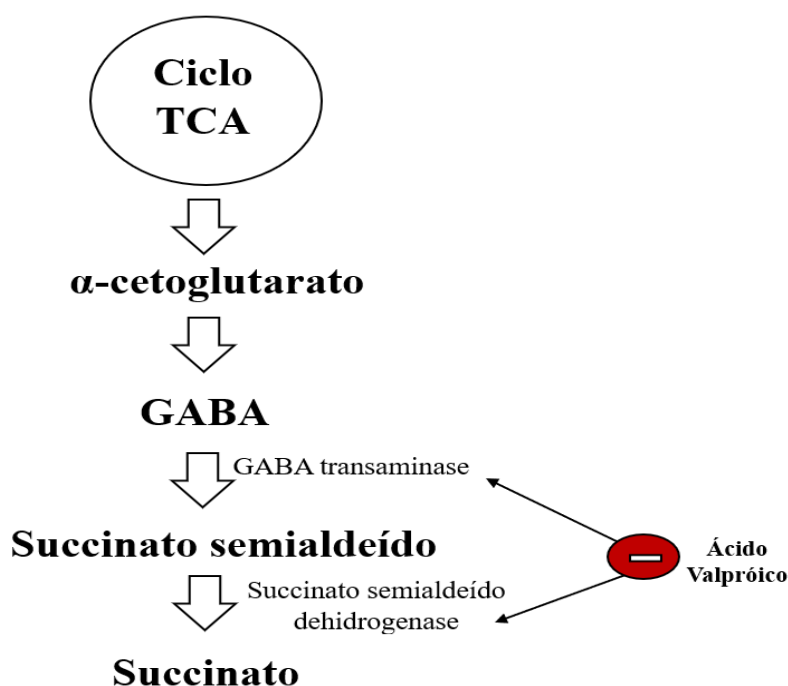 Ciclo
TCA
α-cetoglutarato
GABA
GABA transaminase
Succinato semialdeído
Ácido
Valpróico
Succinato semialdeído
dehidrogenase
Succinato